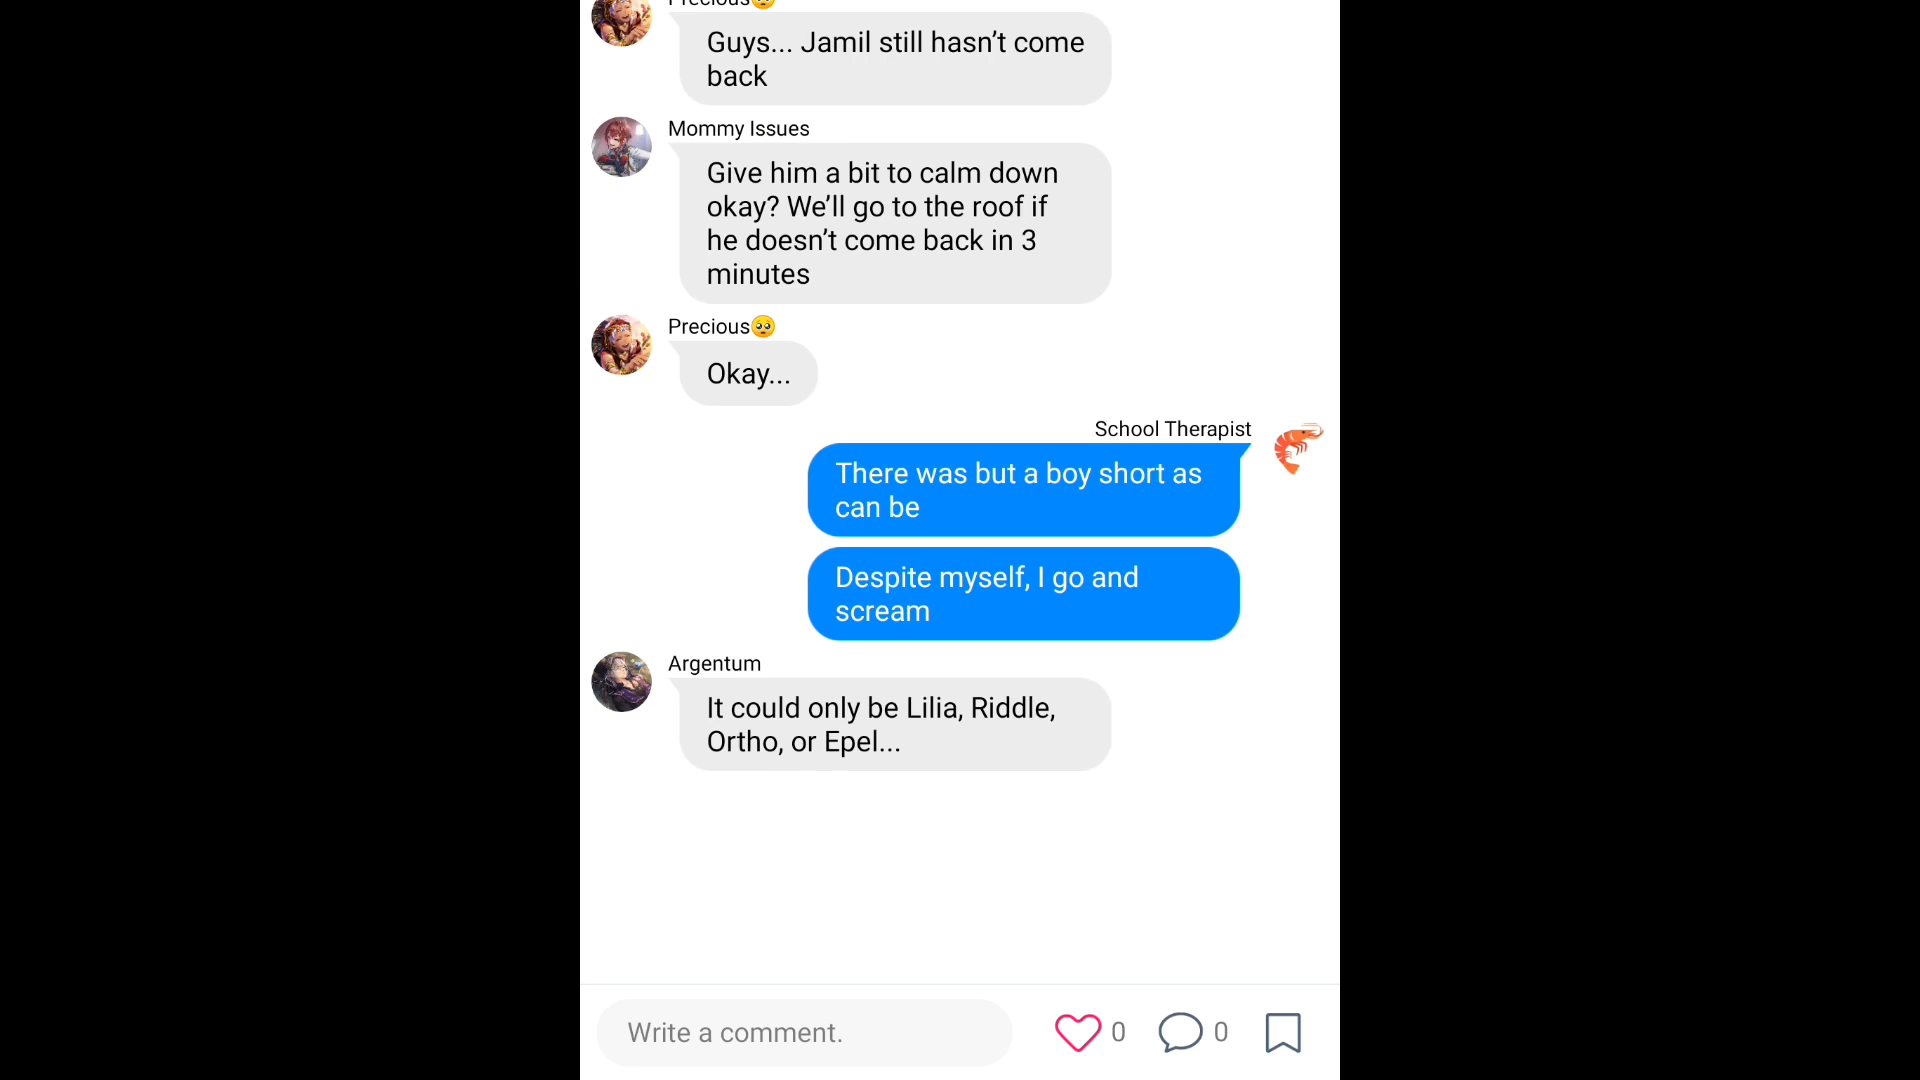 Precious🥺
Guys... Jamil still hasn’t come
back
Mommy Issues
Give him a bit to calm down
okay? We’ll go to the roof if
he doesn’t come back in 3
minutes
Precious🥺
Okay...
School Therapist
There was but a boy short as
can be
Despite myself, I go and
scream
Argentum
It could only be Lilia, Riddle,
Ortho, or Epel...
Write a comment.
0
0